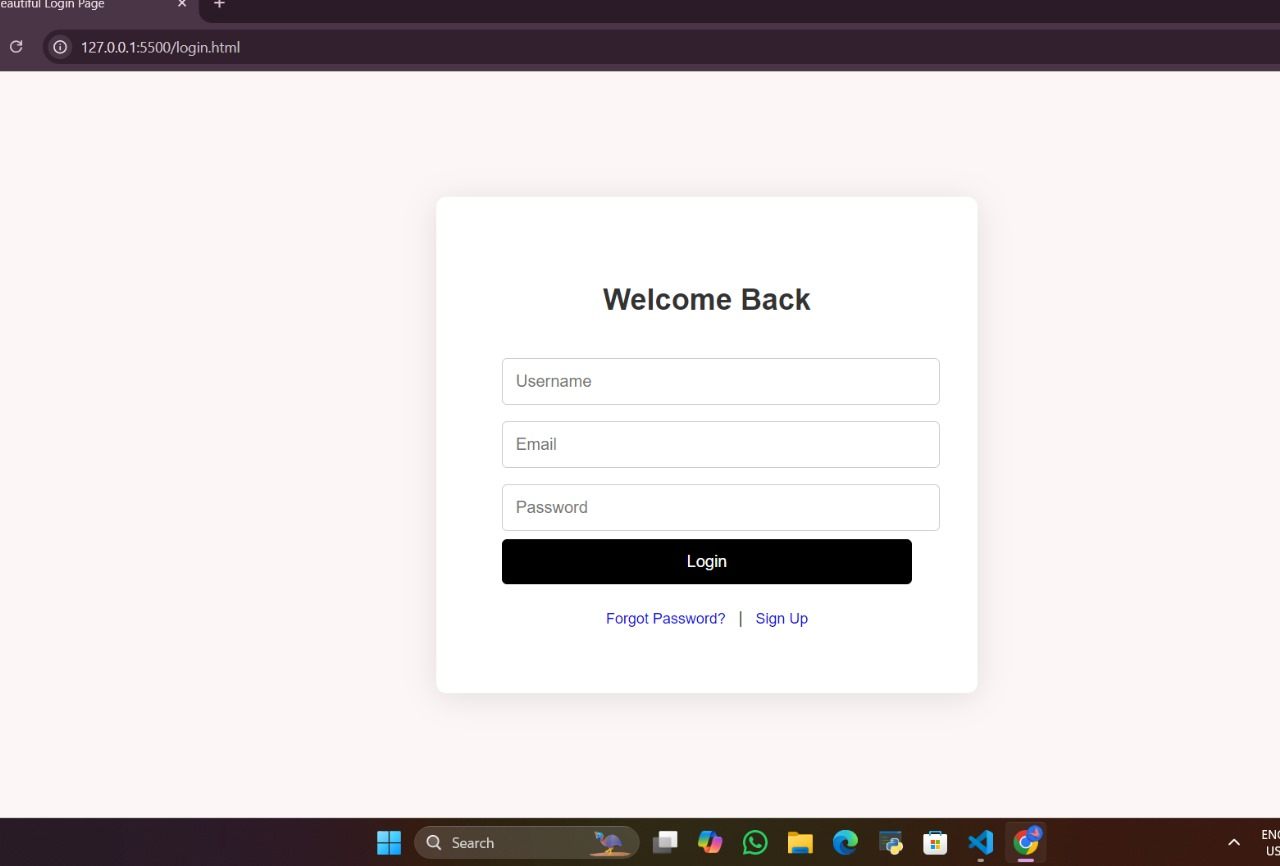 eautiful Login Page
127.0.0.1:5500/login.html
Welcome Back
Username
Email
Password
Login
Forgot Password? | Sign Up
Search
ENG
US